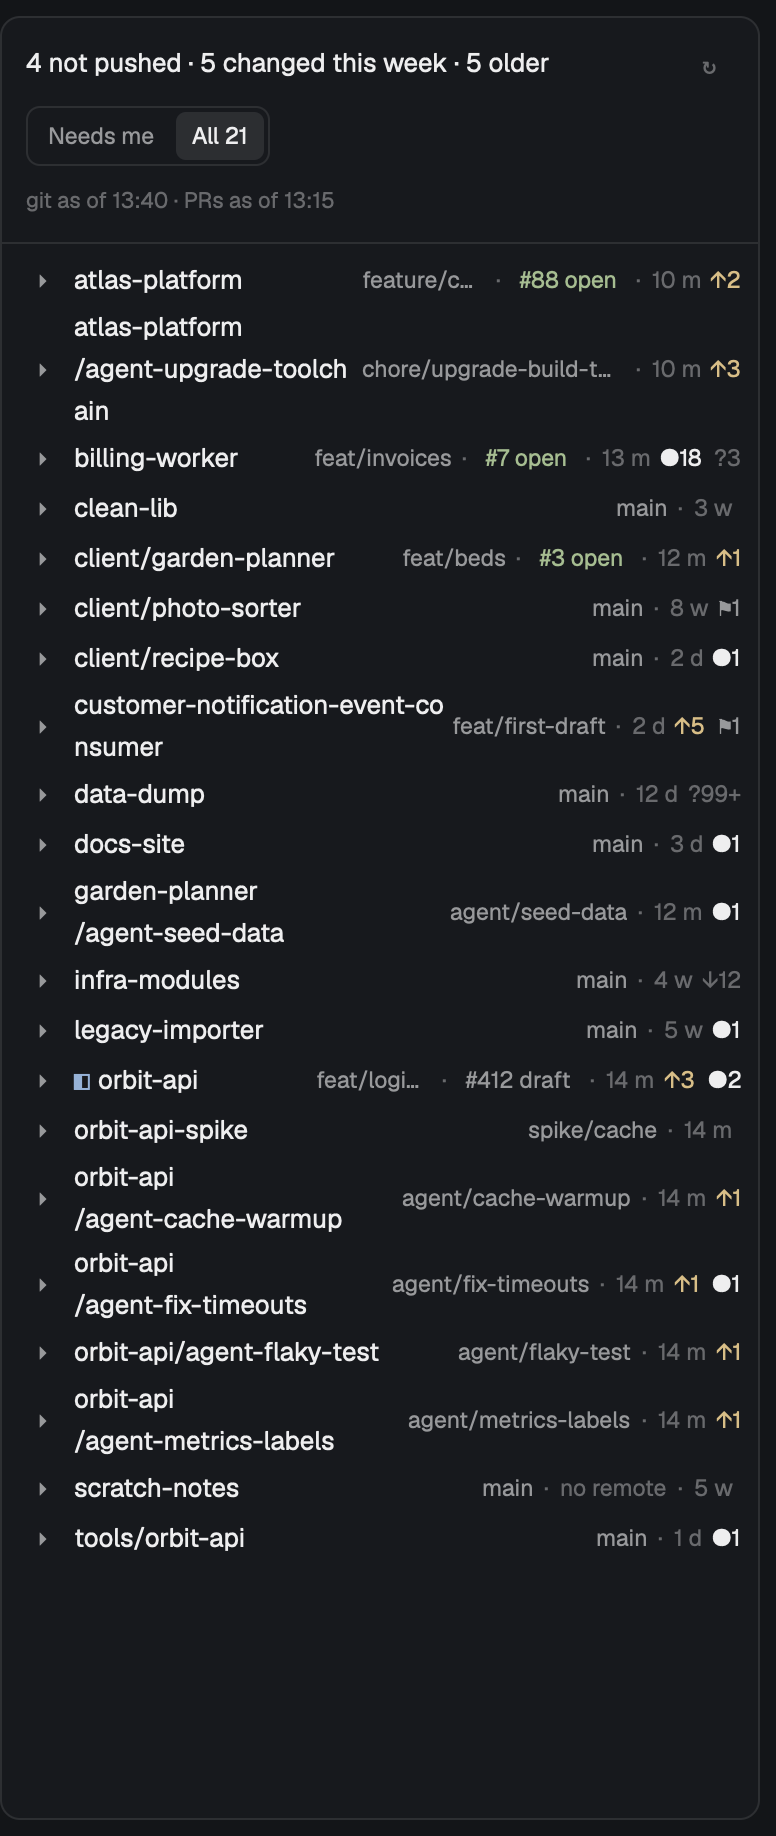 4 not pushed · 5 changed this week · 5 older ↻
Needs me All 21
git as of 13:40 · PRs as of 13:15
atlas-platform feature/c… · #88 open · 10 m ↑2
atlas-platform
/agent-upgrade-toolch chore/upgrade-build-t… · 10 m ↑3
ain
billing-worker feat/invoices · #7 open · 13 m ●18 ?3
clean-lib main · 3 w
client/garden-planner feat/beds · #3 open · 12 m ↑1
client/photo-sorter main · 8 w ⚑1
client/recipe-box main · 2 d ●1
customer-notification-event-co
nsumer feat/first-draft · 2 d ↑5 ⚑1
data-dump main · 12 d ?99+
docs-site main · 3 d ●1
garden-planner
/agent-seed-data agent/seed-data · 12 m ●1
infra-modules main · 4 w ↓12
legacy-importer main · 5 w ●1
◧ orbit-api feat/logi… · #412 draft · 14 m ↑3 ●2
orbit-api-spike spike/cache · 14 m
orbit-api
/agent-cache-warmup agent/cache-warmup · 14 m ↑1
orbit-api
/agent-fix-timeouts agent/fix-timeouts · 14 m ↑1 ●1
orbit-api/agent-flaky-test agent/flaky-test · 14 m ↑1
orbit-api
/agent-metrics-labels agent/metrics-labels · 14 m ↑1
scratch-notes main · no remote · 5 w
tools/orbit-api main · 1 d ●1